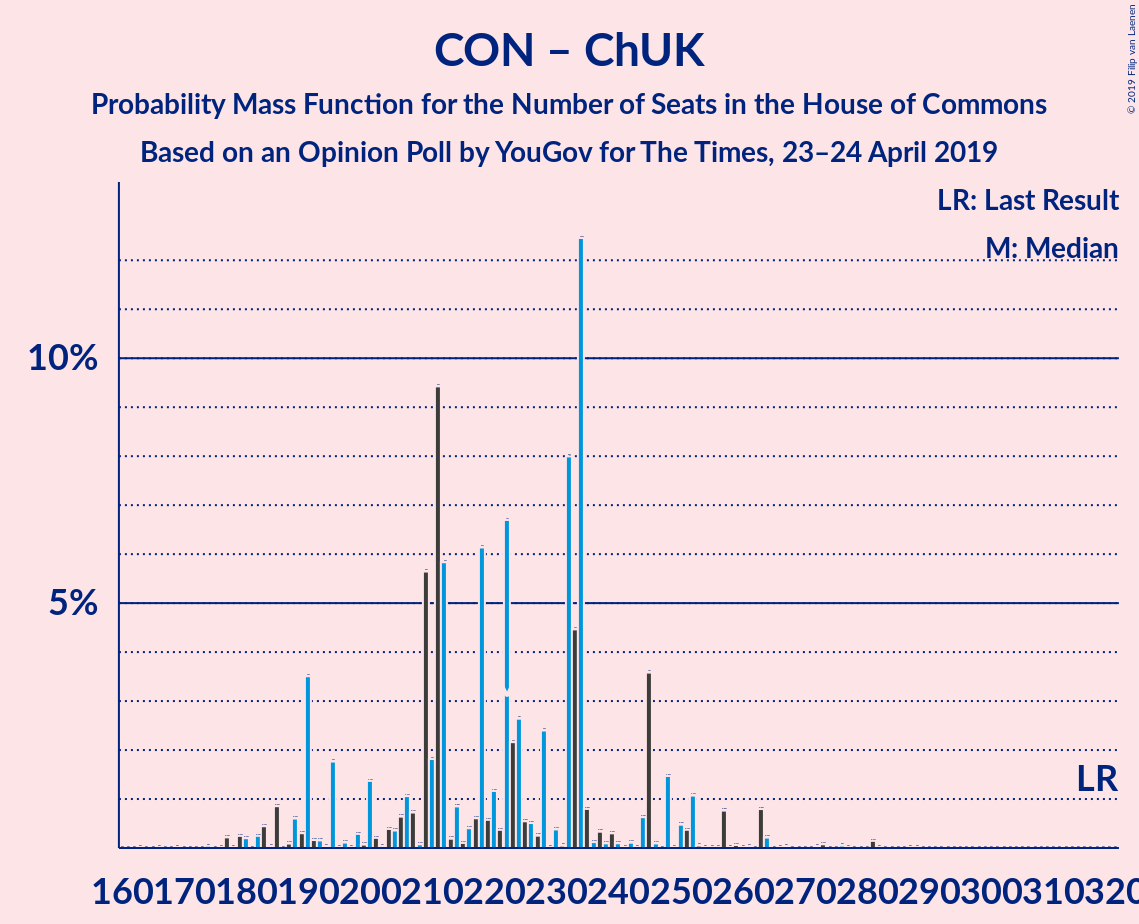 CON – ChUK
Probability Mass Function for the Number of Seats in the House of Commons
Based on an Opinion Poll by YouGov for The Times, 23–24 April 2019
© 2019 Filip van Laenen
LR: Last Result
M: Median
10%
5%
LR
160170180190200210220230240250260270280290300310320